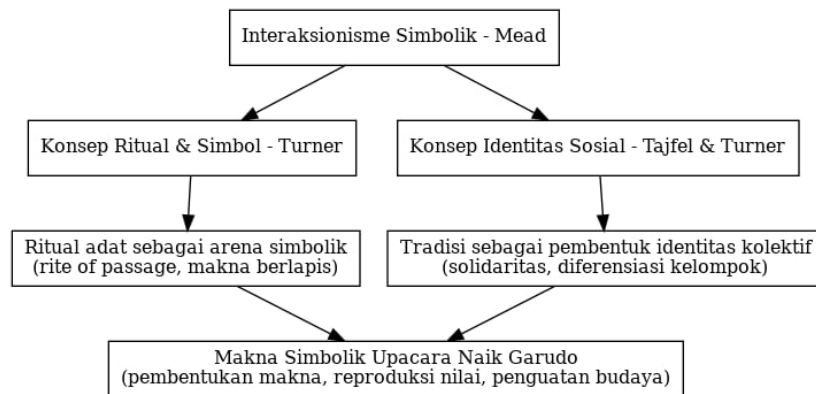 Interaksionisme Simbolik - Mead
Konsep Ritual & Simbol - Turner
Konsep Identitas Sosial - Tajfel & Turner
Ritual adat sebagai arena simbolik
(rite of passage, makna berlapis)
Tradisi sebagai pembentuk identitas kolektif
(solidaritas, diferensiasi kelompok)
Makna Simbolik Upacara Naik Garudo
(pembentukan makna, reproduksi nilai, penguatan budaya)